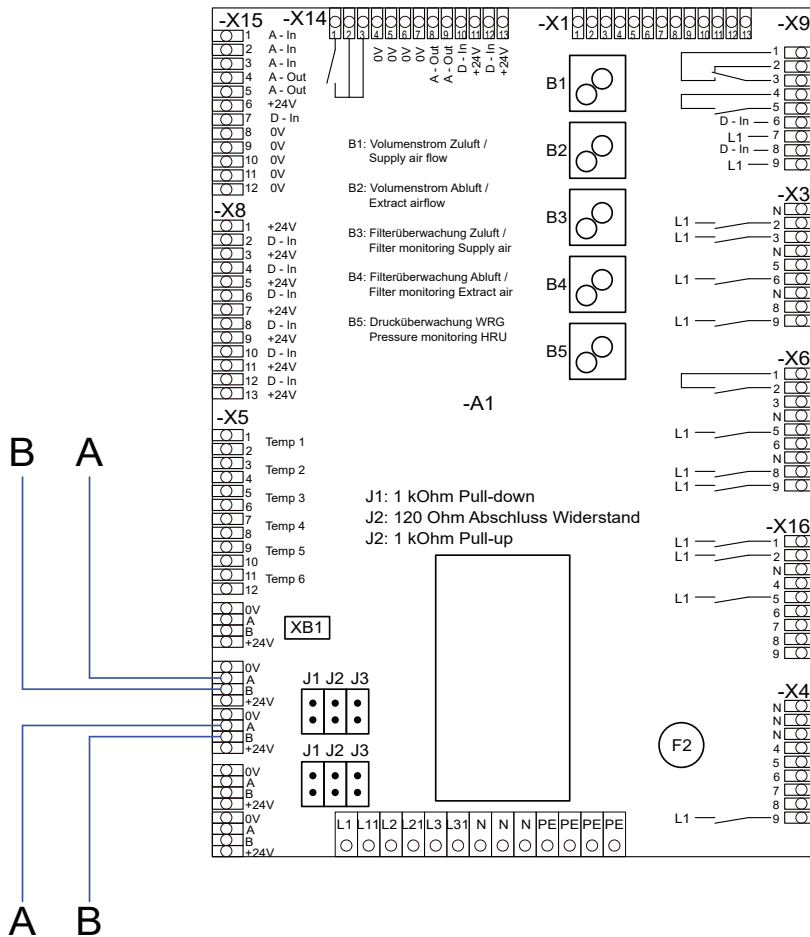 -X15
1 A - In
2 A - In
3 A - In
4 A - Out
5 A - Out
6 +24V
7 D - In
8 0V
9 0V
10 0V
11 0V
12 0V
-X14
1 2 3 4 5 6 7 8 9 10 11 12 13
0V
0V
0V
0V
A - Out
A - Out
D - In
+24V
D - In
+24V
-X1
1 2 3 4 5 6 7 8 9 10 11 12 13
-X9
1
2
3
4
5
D - In 6
L1 7
D - In 8
L1 9
B1
B2
B3
B4
B5
B1: Volumenstrom Zuluft /
Supply air flow
B2: Volumenstrom Abluft /
Extract airflow
B3: Filterüberwachung Zuluft /
Filter monitoring Supply air
B4: Filterüberwachung Abluft /
Filter monitoring Extract air
B5: Drucküberwachung WRG
Pressure monitoring HRU
-X8
1 +24V
2 D - In
3 +24V
4 D - In
5 +24V
6 D - In
7 +24V
8 D - In
9 +24V
10 D - In
11 +24V
12 D - In
13 +24V
-X3
N
L1 2
L1 3
N
5
L1 6
N
8
L1 9
-A1
-X6
1
2
3
N
L1 5
6
N
L1 8
L1 9
-X5
1
Temp 1
2
3
Temp 2
4
5
Temp 3
6
7
Temp 4
8
9
Temp 5
10
11
Temp 6
12
B A
J1: 1 kOhm Pull-down
J2: 120 Ohm Abschluss Widerstand
J2: 1 kOhm Pull-up
-X16
L1 1
L1 2
N
4
L1 5
6
7
8
9
0V
A
B
+24V
XB1
0V
A
B
+24V
0V
A
B
+24V
J1 J2 J3
J1 J2 J3
0V
A
B
+24V
0V
A
B
+24V
F2
-X4
N
N
N
4
5
6
7
8
L1 9
L1 L11 L2 L21 L3 L31 N N N PE PE PE PE
A B